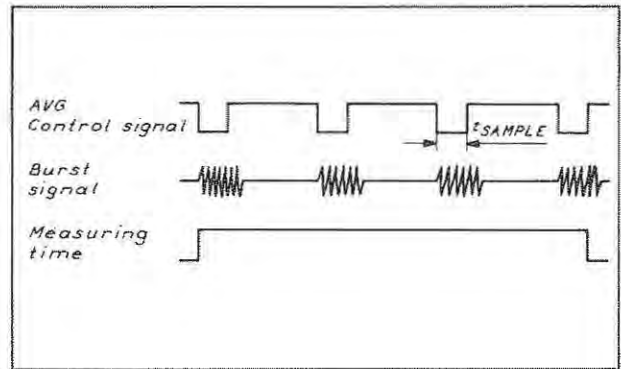 AVG
Control signal
tSAMPLE
Burst
signal
Measuring
time